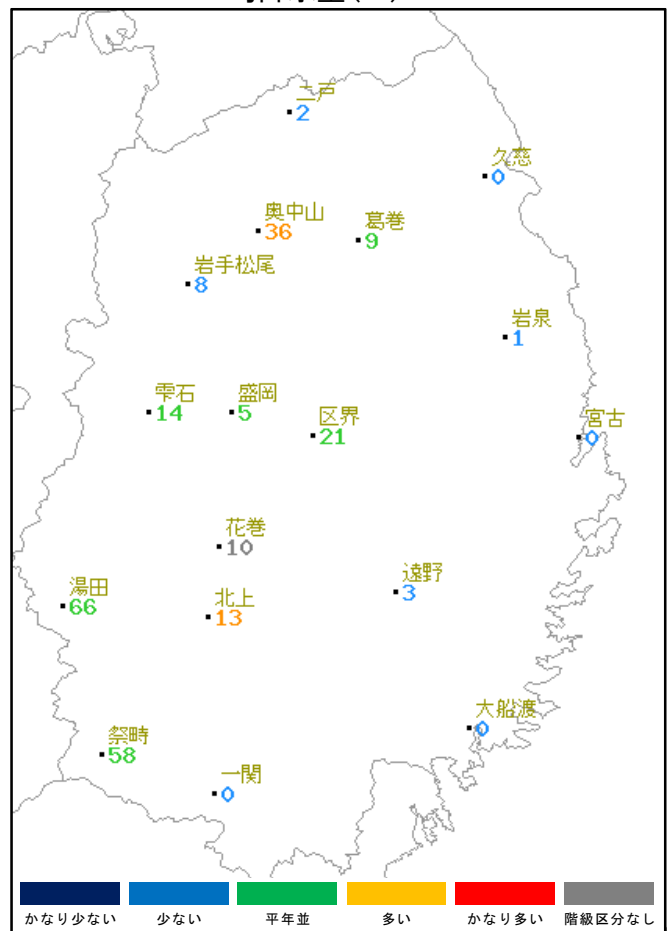 二戸
2
久慈
0
奥中山
36
葛巻
9
岩手松尾
8
岩泉
1
雫石
14
盛岡
5
区界
21
宮古
0
花巻
10
遠野
3
湯田
66
北上
13
大船渡
0
祭畤
58
一関
0
かなり少ない 少ない 平年並 多い かなり多い 階級区分なし